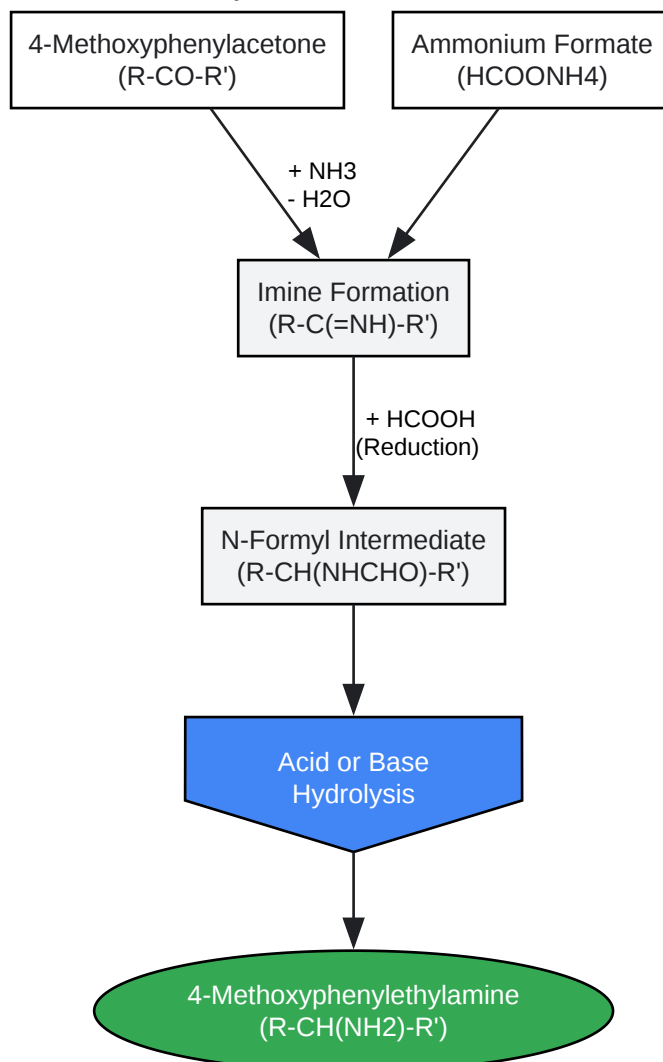 4-Methoxyphenylacetone
(R-CO-R')
Ammonium Formate
(HCOONH4)
+ NH3
- H2O
Imine Formation
(R-C(=NH)-R')
+ HCOOH
(Reduction)
N-Formyl Intermediate
(R-CH(NHCHO)-R')
Acid or Base
Hydrolysis
4-Methoxyphenylethylamine
(R-CH(NH2)-R')